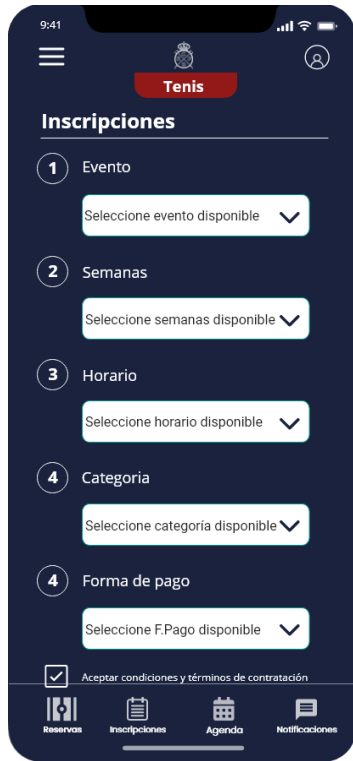 9:41
Tenis
Inscripciones
1 Evento
Seleccione evento disponible
2 Semanas
Seleccione semanas disponible
3 Horario
Seleccione horario disponible
4 Categoria
Seleccione categoría disponible
4 Forma de pago
Seleccione F.Pago disponible
Aceptar condiciones y términos de contratación
Reservas Inscripciones Agenda Notificaciones